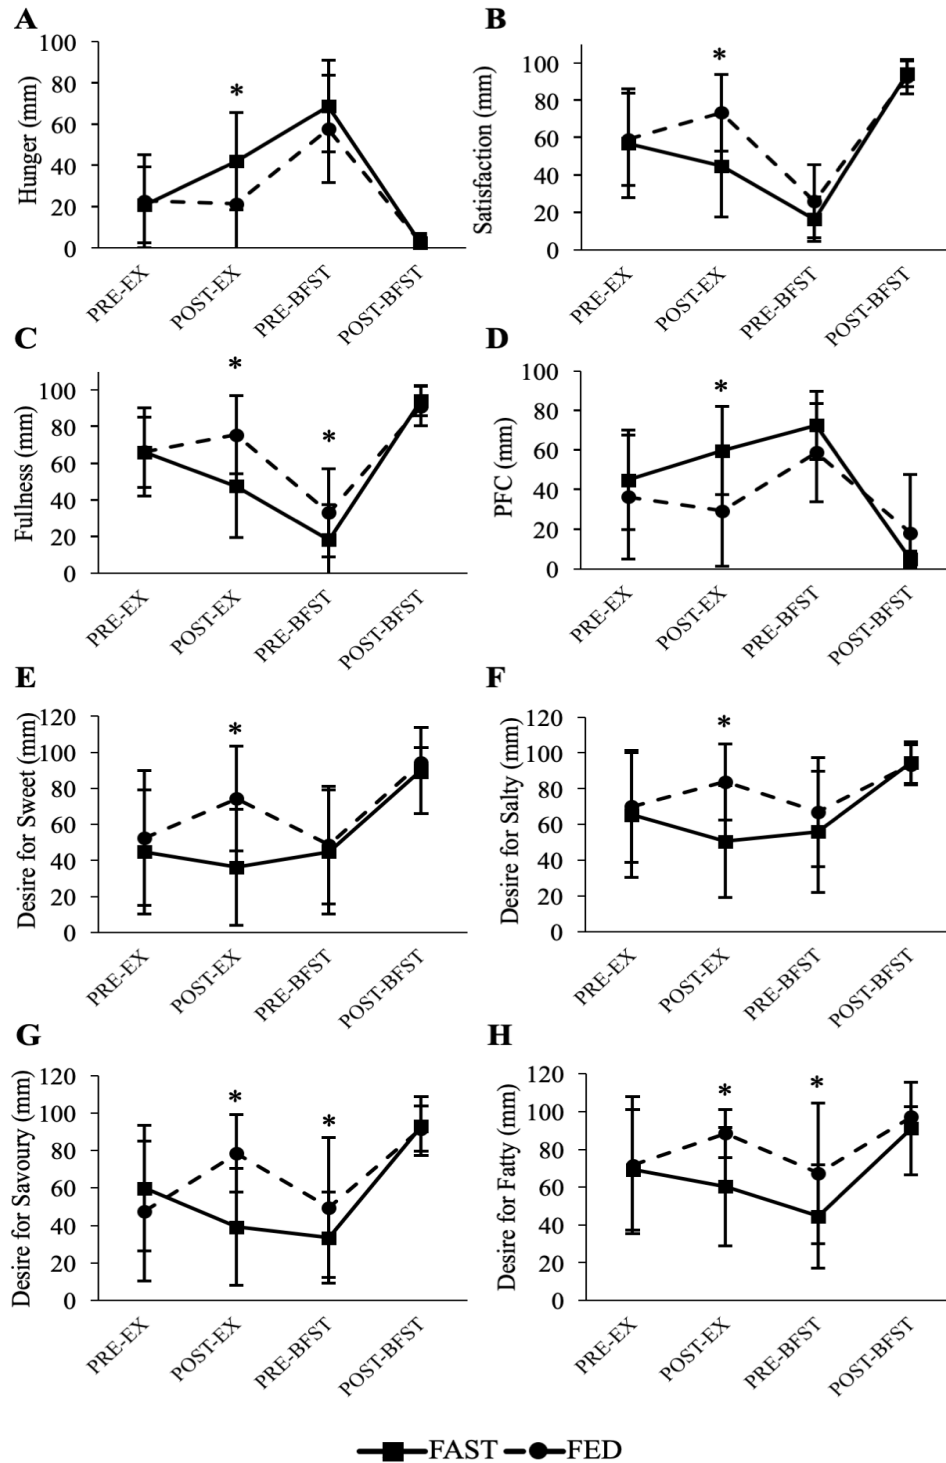 A
Hunger (mm)
100
80
60
40
20
0
*
PRE-EX
POST-EX
PRE-BFST
POST-BFST
B
Satisfaction (mm)
100
80
60
40
20
0
*
PRE-EX
POST-EX
PRE-BFST
POST-BFST
C
Fullness (mm)
100
80
60
40
20
0
*
*
PRE-EX
POST-EX
PRE-BFST
POST-BFST
D
PFC (mm)
100
80
60
40
20
0
*
PRE-EX
POST-EX
PRE-BFST
POST-BFST
E
Desire for Sweet (mm)
120
100
80
60
40
20
0
*
PRE-EX
POST-EX
PRE-BFST
POST-BFST
F
Desire for Salty (mm)
120
100
80
60
40
20
0
*
PRE-EX
POST-EX
PRE-BFST
POST-BFST
G
Desire for Savoury (mm)
120
100
80
60
40
20
0
*
*
PRE-EX
POST-EX
PRE-BFST
POST-BFST
H
Desire for Fatty (mm)
120
100
80
60
40
20
0
*
*
PRE-EX
POST-EX
PRE-BFST
POST-BFST
FAST FED